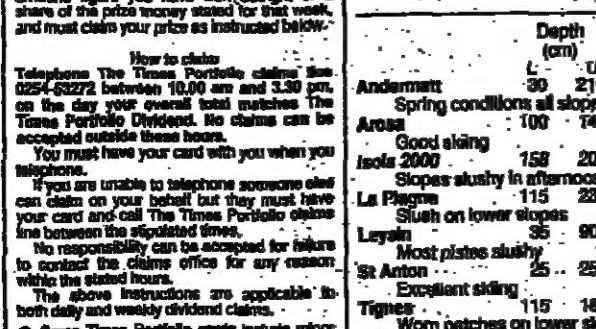 share of the prize money stated for that week,
and must claim your prize as instructed below.
How to claim
Telephone The Times Portfolio claims line
0254-53272 between 10.00 am and 3.30 pm,
on the day your overall total matches The
Times Portfolio Dividend. No claims can be
accepted outside these hours.
You must have your card with you when you
telephone.
If you are unable to telephone someone else
can claim on your behalf but they must have
your card and call The Times Portfolio claims
line between the stipulated times.
No responsibility can be accepted for failure
to contact the claims office for any reason
within the stated hours.
The above instructions are applicable to
both daily and weekly dividend claims.
Depth
(cm)
L U
Andermatt 30 21
Spring conditions all slope
Arosa 100 14
Good skiing
Isola 2000 158 20
Slopes slushy in afternoo
La Plagne 115 23
Slush on lower slopes
Leysin 35 90
Most pistes slushy
St Anton 25 25
Excellent skiing
Tignes 115 18
Worn patches on lower s